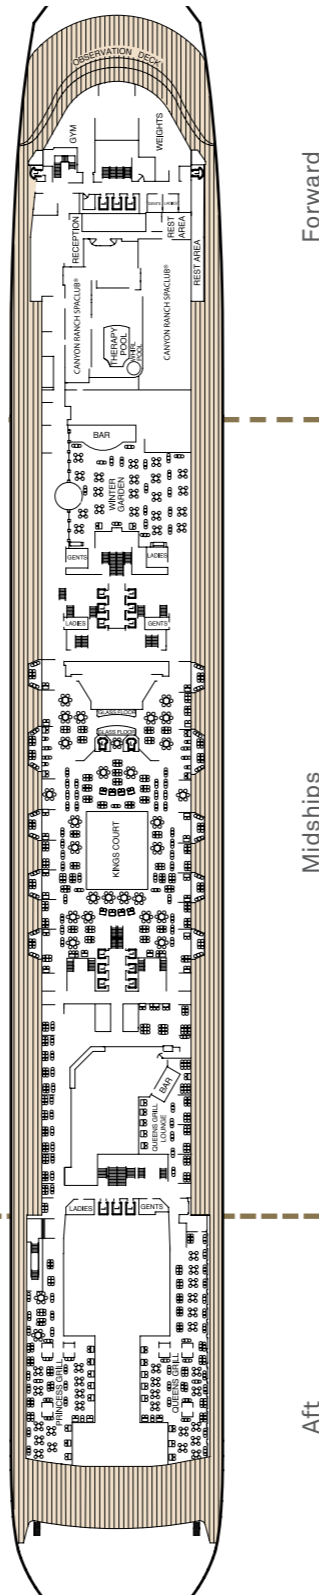 OBSERVATION DECK
GYM
WEIGHTS
Forward
GENTS
LADIES
RECEPTION
REST
AREA
REST AREA
CANYON RANCH SPACLUB®
THERAPY
POOL
WHIRL
POOL
CANYON RANCH SPACLUB®
BAR
WINTER
GARDEN
GENTS
LADIES
LADIES
GENTS
GLASS FLOOR
GLASS FLOOR
Midships
KINGS COURT
BAR
QUEENS GRILL
LOUNGE
LADIES
GENTS
PRINCESS GRILL
QUEENS GRILL
Aft